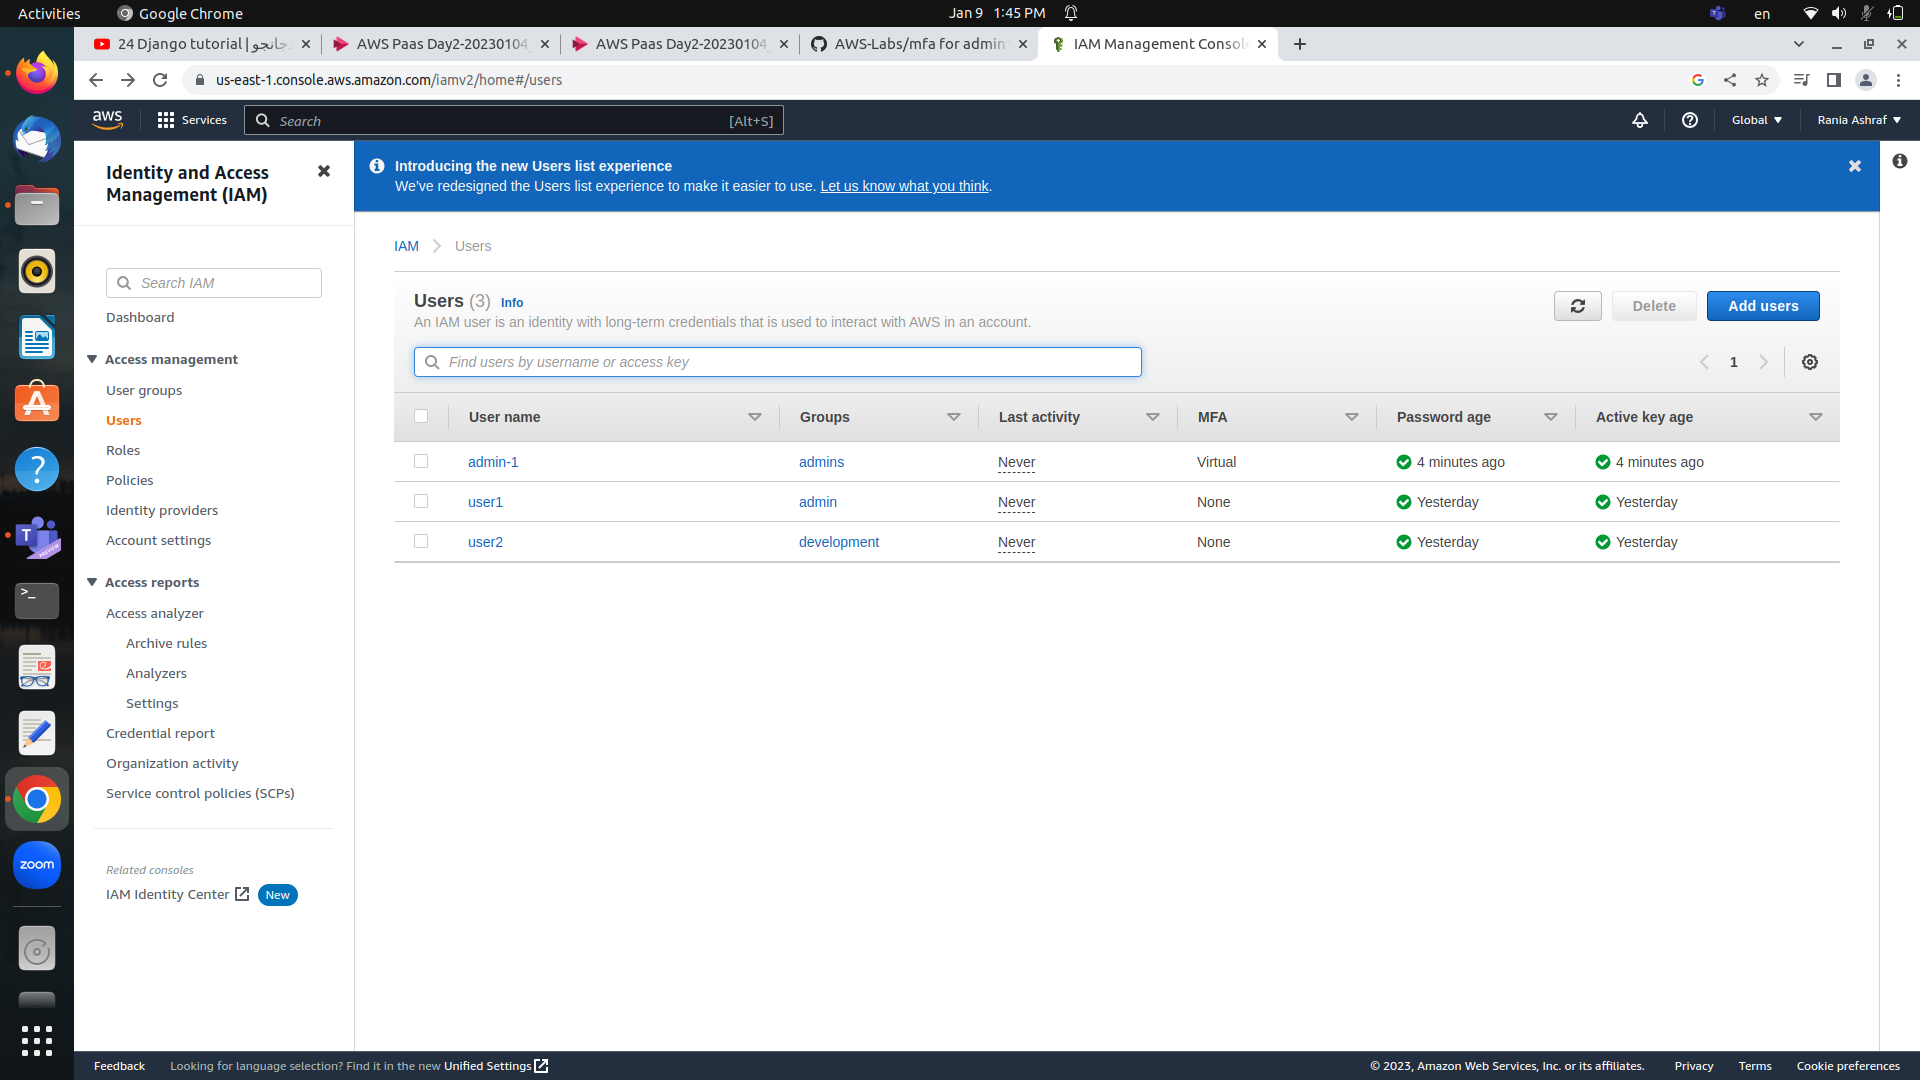 Activities
Google Chrome
Jan 9 1:45 PM
en
24 Django tutorial | جانجو
AWS Paas Day2-20230104
AWS Paas Day2-20230104
AWS-Labs/mfa for admin
IAM Management Consol
us-east-1.console.aws.amazon.com/iamv2/home#/users
aws
Services
Search
[Alt+S]
Global
Rania Ashraf
Identity and Access
Management (IAM)
Search IAM
Dashboard
Access management
User groups
Users
Roles
Policies
Identity providers
Account settings
Access reports
Access analyzer
Archive rules
Analyzers
Settings
Credential report
Organization activity
Service control policies (SCPs)
Related consoles
IAM Identity Center New
Introducing the new Users list experience
We've redesigned the Users list experience to make it easier to use. Let us know what you think.
IAM Users
Users (3) Info
An IAM user is an identity with long-term credentials that is used to interact with AWS in an account.
Delete
Add users
Find users by username or access key
1
User name Groups Last activity MFA Password age Active key age
admin-1 admins Never Virtual 4 minutes ago 4 minutes ago
user1 admin Never None Yesterday Yesterday
user2 development Never None Yesterday Yesterday
zoom
Feedback
Looking for language selection? Find it in the new Unified Settings
© 2023, Amazon Web Services, Inc. or its affiliates.
Privacy
Terms
Cookie preferences